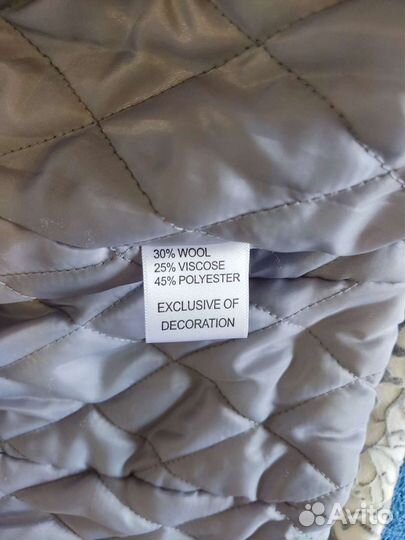 30% WOOL
25% VISCOSE
45% POLYESTER
EXCLUSIVE OF
DECORATION
Avito